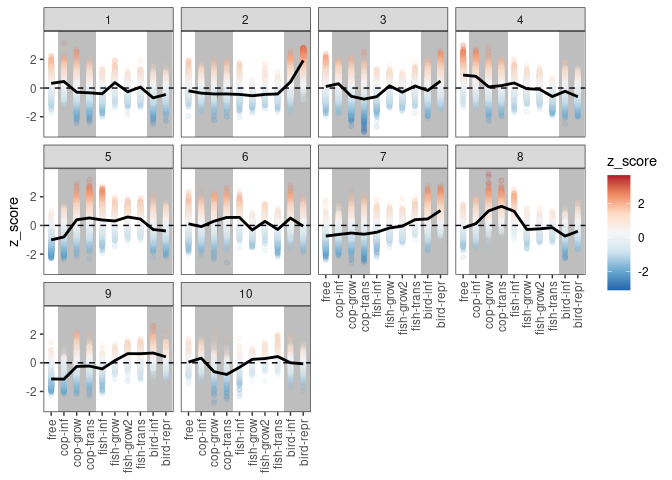 1 2 3 4
2
0
-2
5 6 7 8
z_score
2
0
-2
free cop-inf cop-grow cop-trans fish-inf fish-grow fish-grow2 fish-trans bird-inf bird-repr
free cop-inf cop-grow cop-trans fish-inf fish-grow fish-grow2 fish-trans bird-inf bird-repr
9 10
2
0
-2
free cop-inf cop-grow cop-trans fish-inf fish-grow fish-grow2 fish-trans bird-inf bird-repr
free cop-inf cop-grow cop-trans fish-inf fish-grow fish-grow2 fish-trans bird-inf bird-repr
z_score
2
0
-2